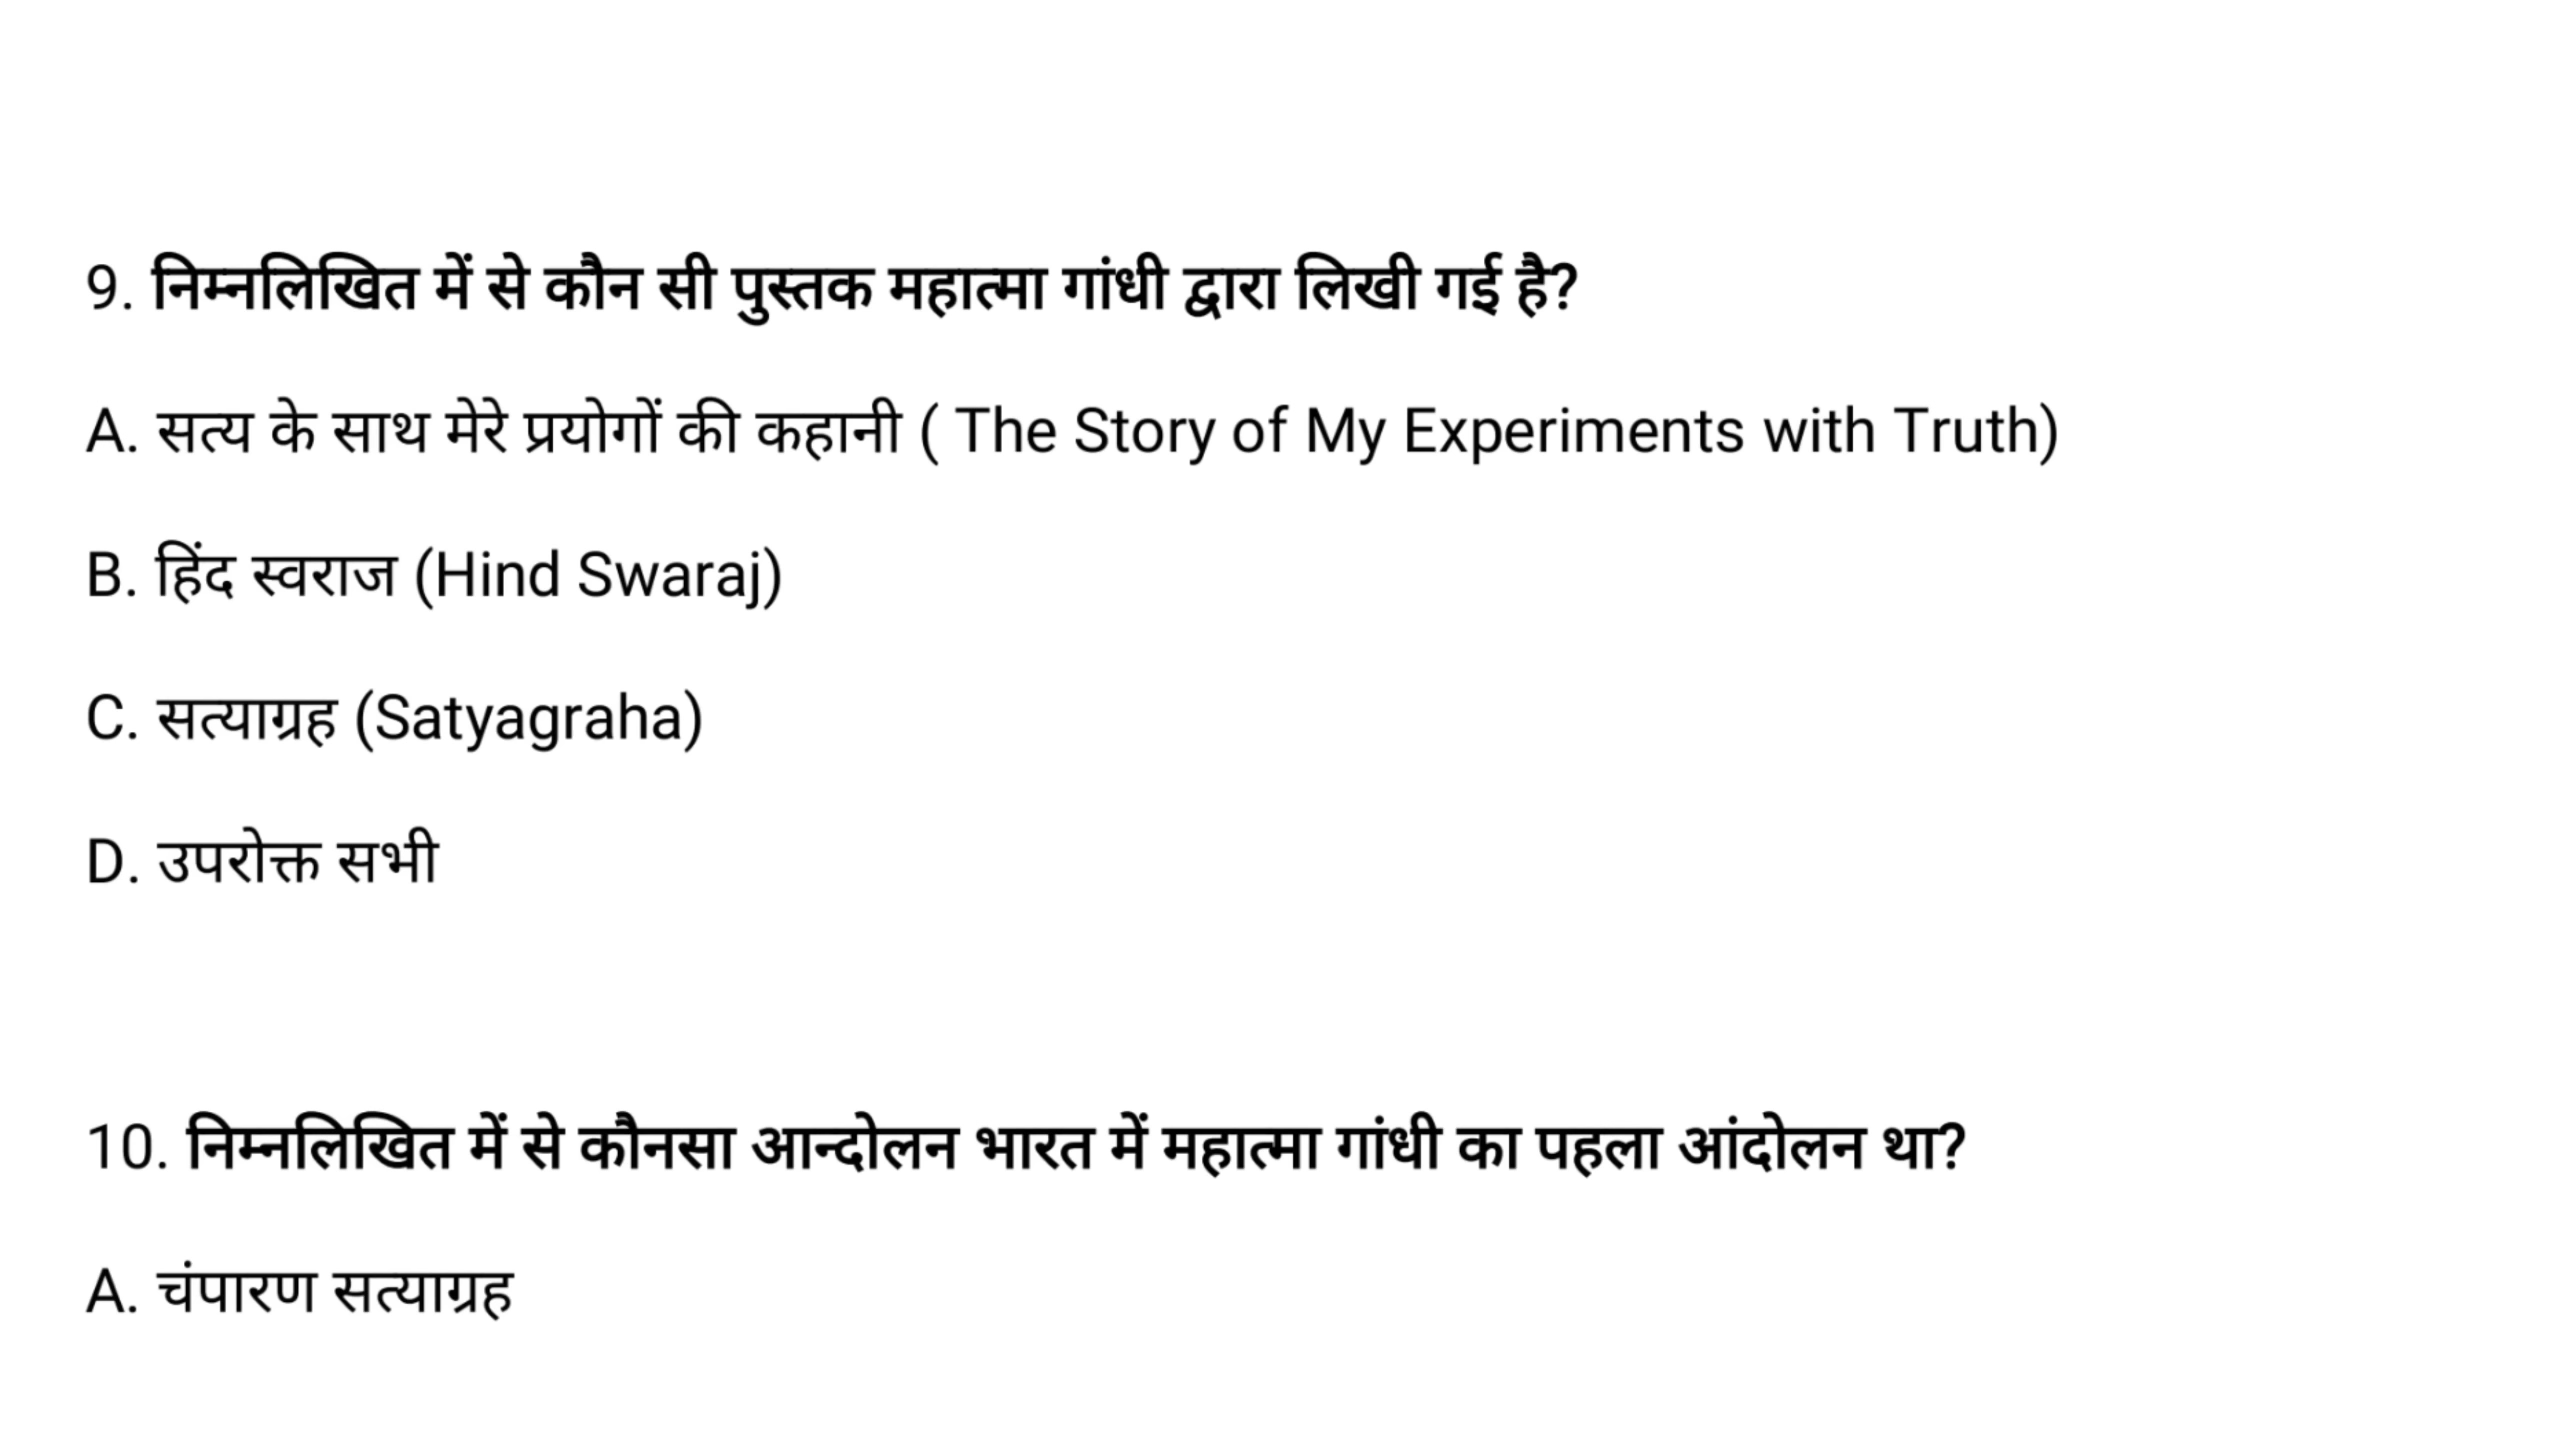 9. निम्नलिखित में से कौन सी पुस्तक महात्मा गांधी द्वारा लिखी गई है?
A. सत्य के साथ मेरे प्रयोगों की कहानी ( The Story of My Experiments with Truth)
B. हिंद स्वराज (Hind Swaraj)
C. सत्याग्रह (Satyagraha)
D. उपरोक्त सभी
10. निम्नलिखित में से कौनसा आन्दोलन भारत में महात्मा गांधी का पहला आंदोलन था?
A. चंपारण सत्याग्रह